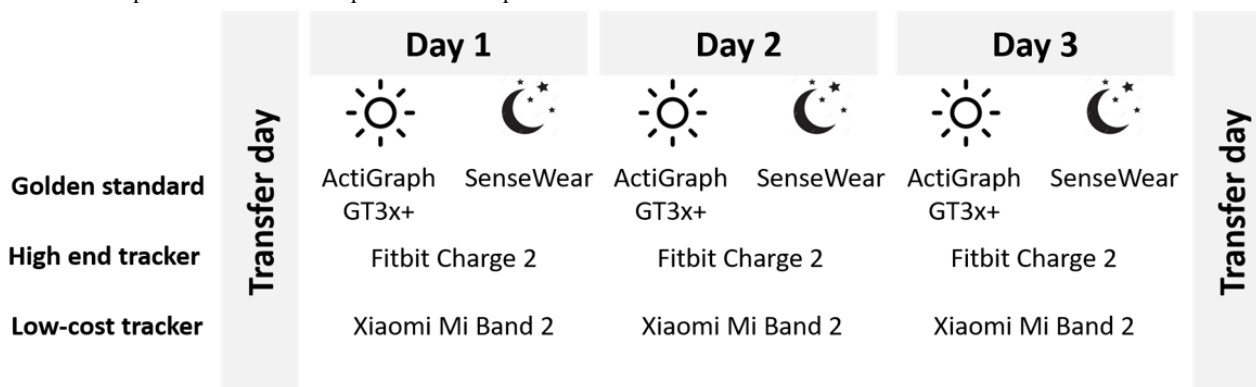 Transfer day
Day 1
Day 2
Day 3
Transfer day
Golden standard
ActiGraph
GT3x+
SenseWear
ActiGraph
GT3x+
SenseWear
ActiGraph
GT3x+
SenseWear
High end tracker
Fitbit Charge 2
Fitbit Charge 2
Fitbit Charge 2
Low-cost tracker
Xiaomi Mi Band 2
Xiaomi Mi Band 2
Xiaomi Mi Band 2